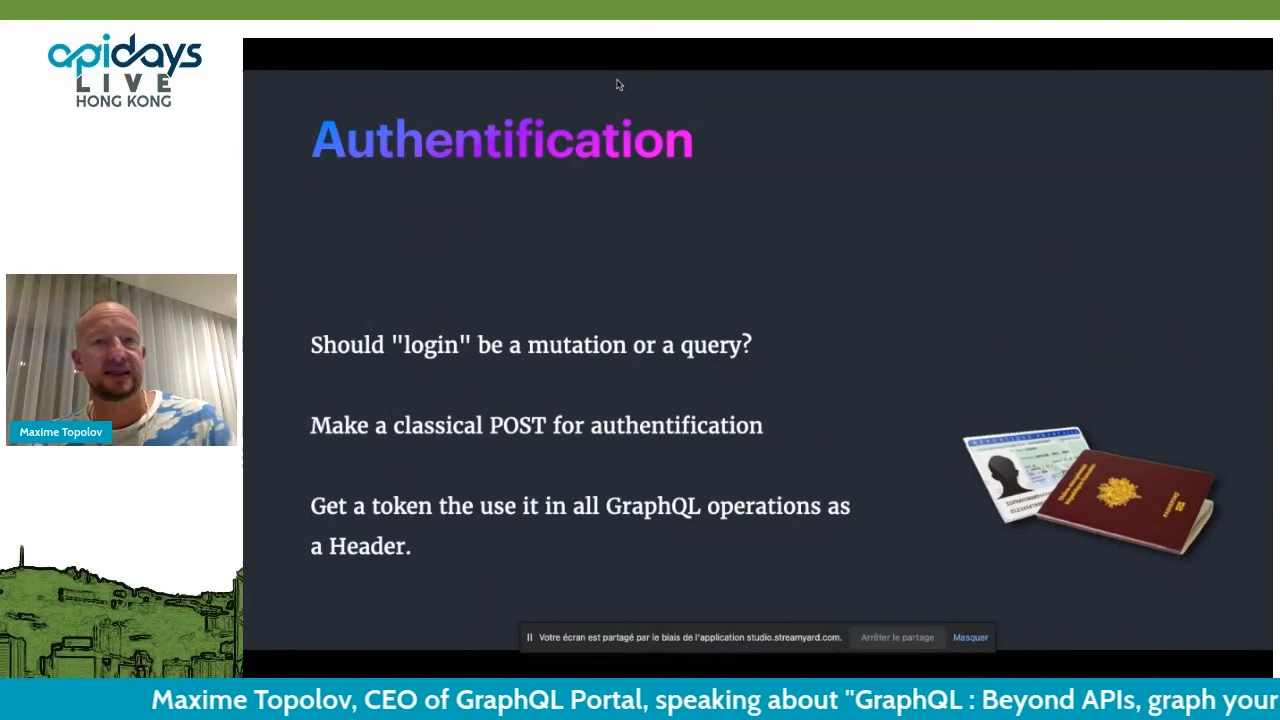 apidays
LIVE
HONG KONG
Authentification
Should "login" be a mutation or a query?
Make a classical POST for authentification
Get a token the use it in all GraphQL operations as
a Header.
RÉPUBLIQUE FRANÇAISE
PASSEPORT
Maxime Topolov
Votre écran est partagé par le biais de l'application studio.streamyard.com.
Arrêter le partage
Masquer
Maxime Topolov, CEO of GraphQL Portal, speaking about "GraphQL : Beyond APIs, graph your